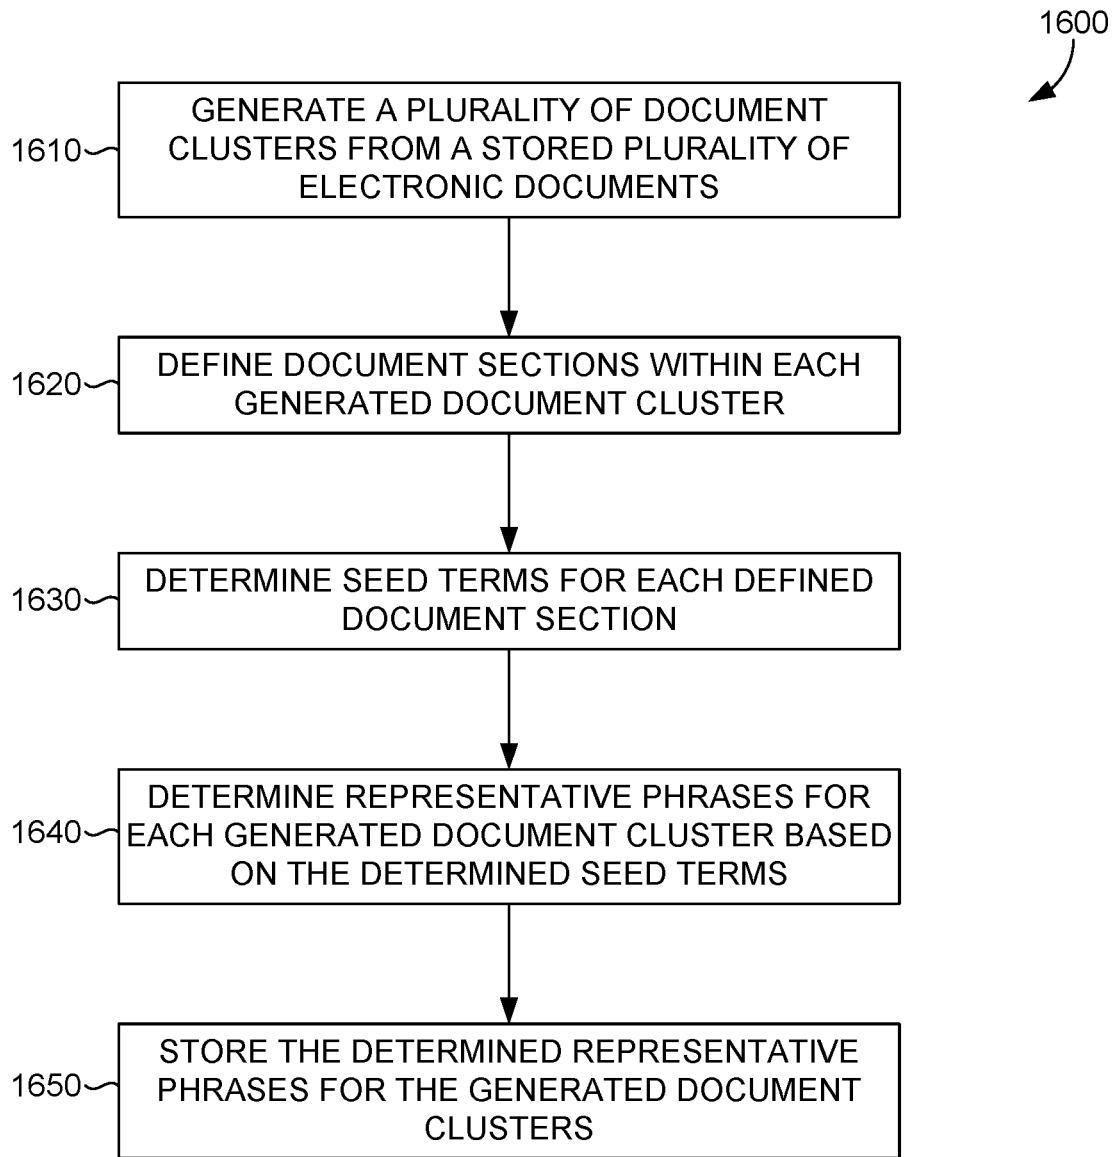 1600
GENERATE A PLURALITY OF DOCUMENT
CLUSTERS FROM A STORED PLURALITY OF
ELECTRONIC DOCUMENTS
1610
DEFINE DOCUMENT SECTIONS WITHIN EACH
GENERATED DOCUMENT CLUSTER
1620
DETERMINE SEED TERMS FOR EACH DEFINED
DOCUMENT SECTION
1630
DETERMINE REPRESENTATIVE PHRASES FOR
EACH GENERATED DOCUMENT CLUSTER BASED
ON THE DETERMINED SEED TERMS
1640
STORE THE DETERMINED REPRESENTATIVE
PHRASES FOR THE GENERATED DOCUMENT
CLUSTERS
1650